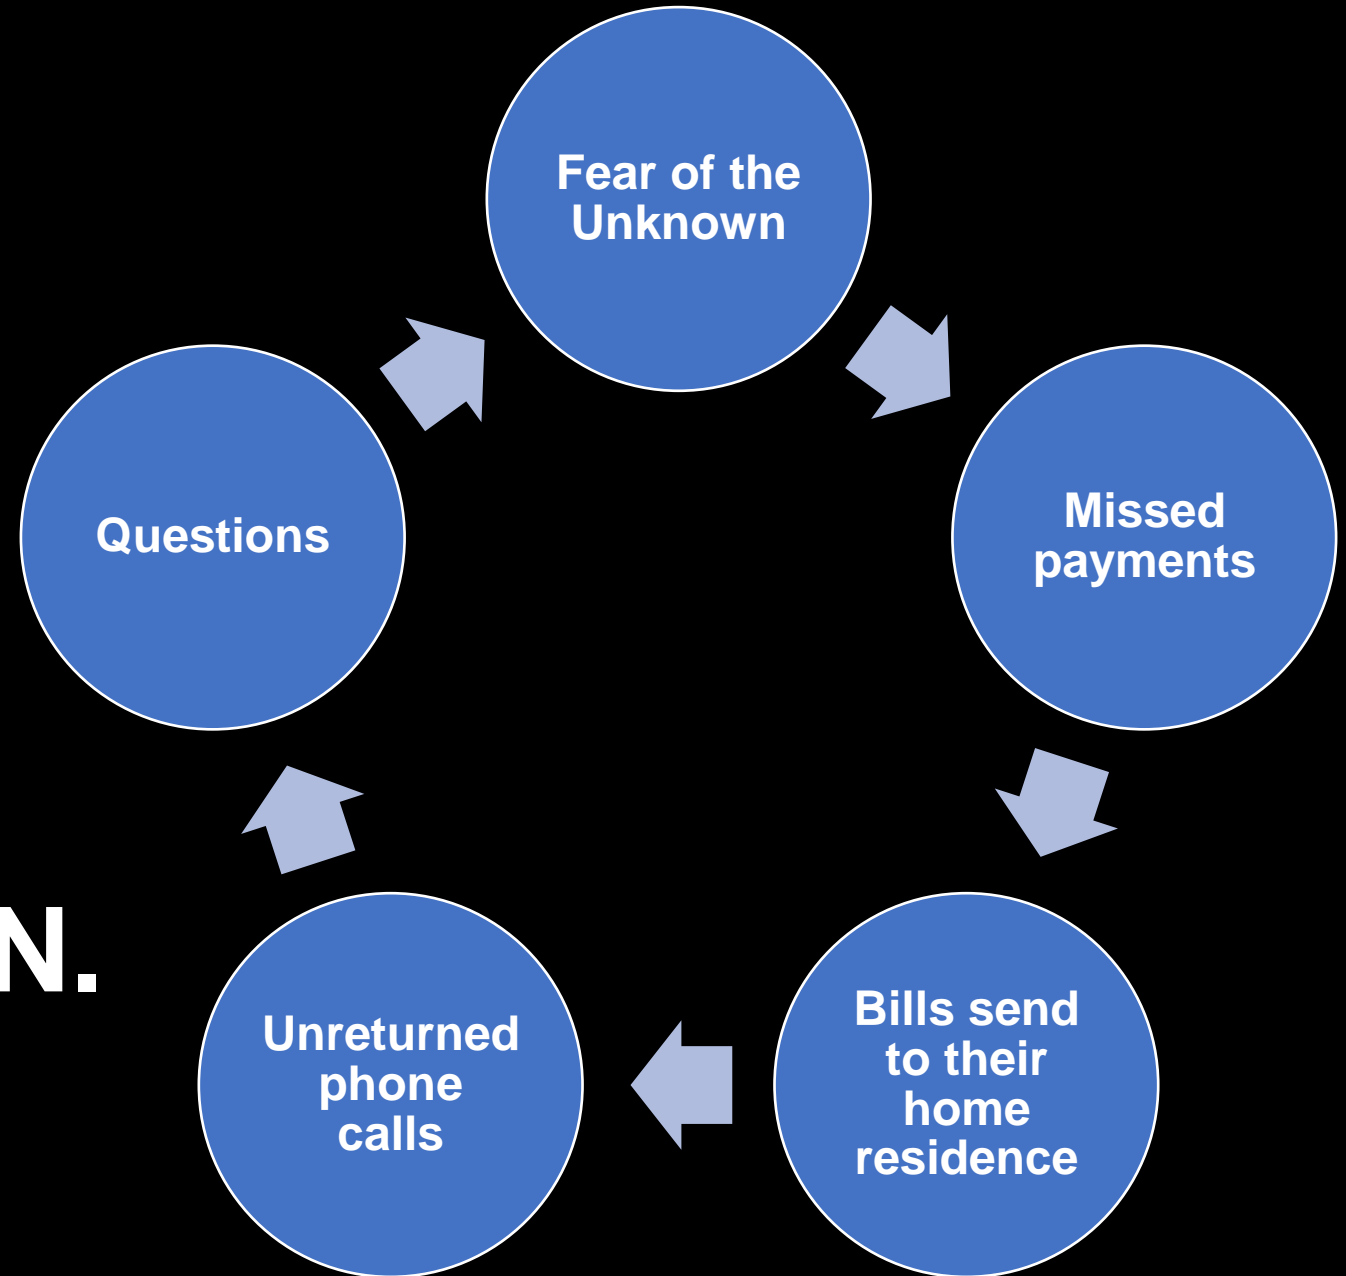 Fear of the
Unknown
Missed
payments
Bills send
to their
home
residence
Unreturned
phone
calls
Questions
N.